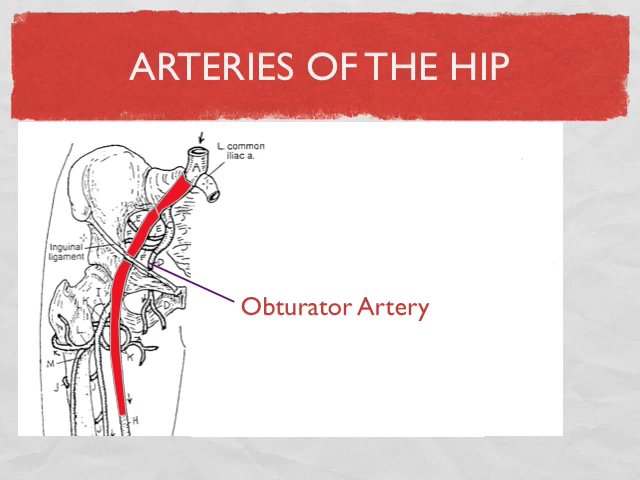 ARTERIES OF THE HIP
L. common
iliac a.
A
E
E
F
Inguinal
ligament
D
I
K
D
L
K
M
J
J
J
H
Obturator Artery